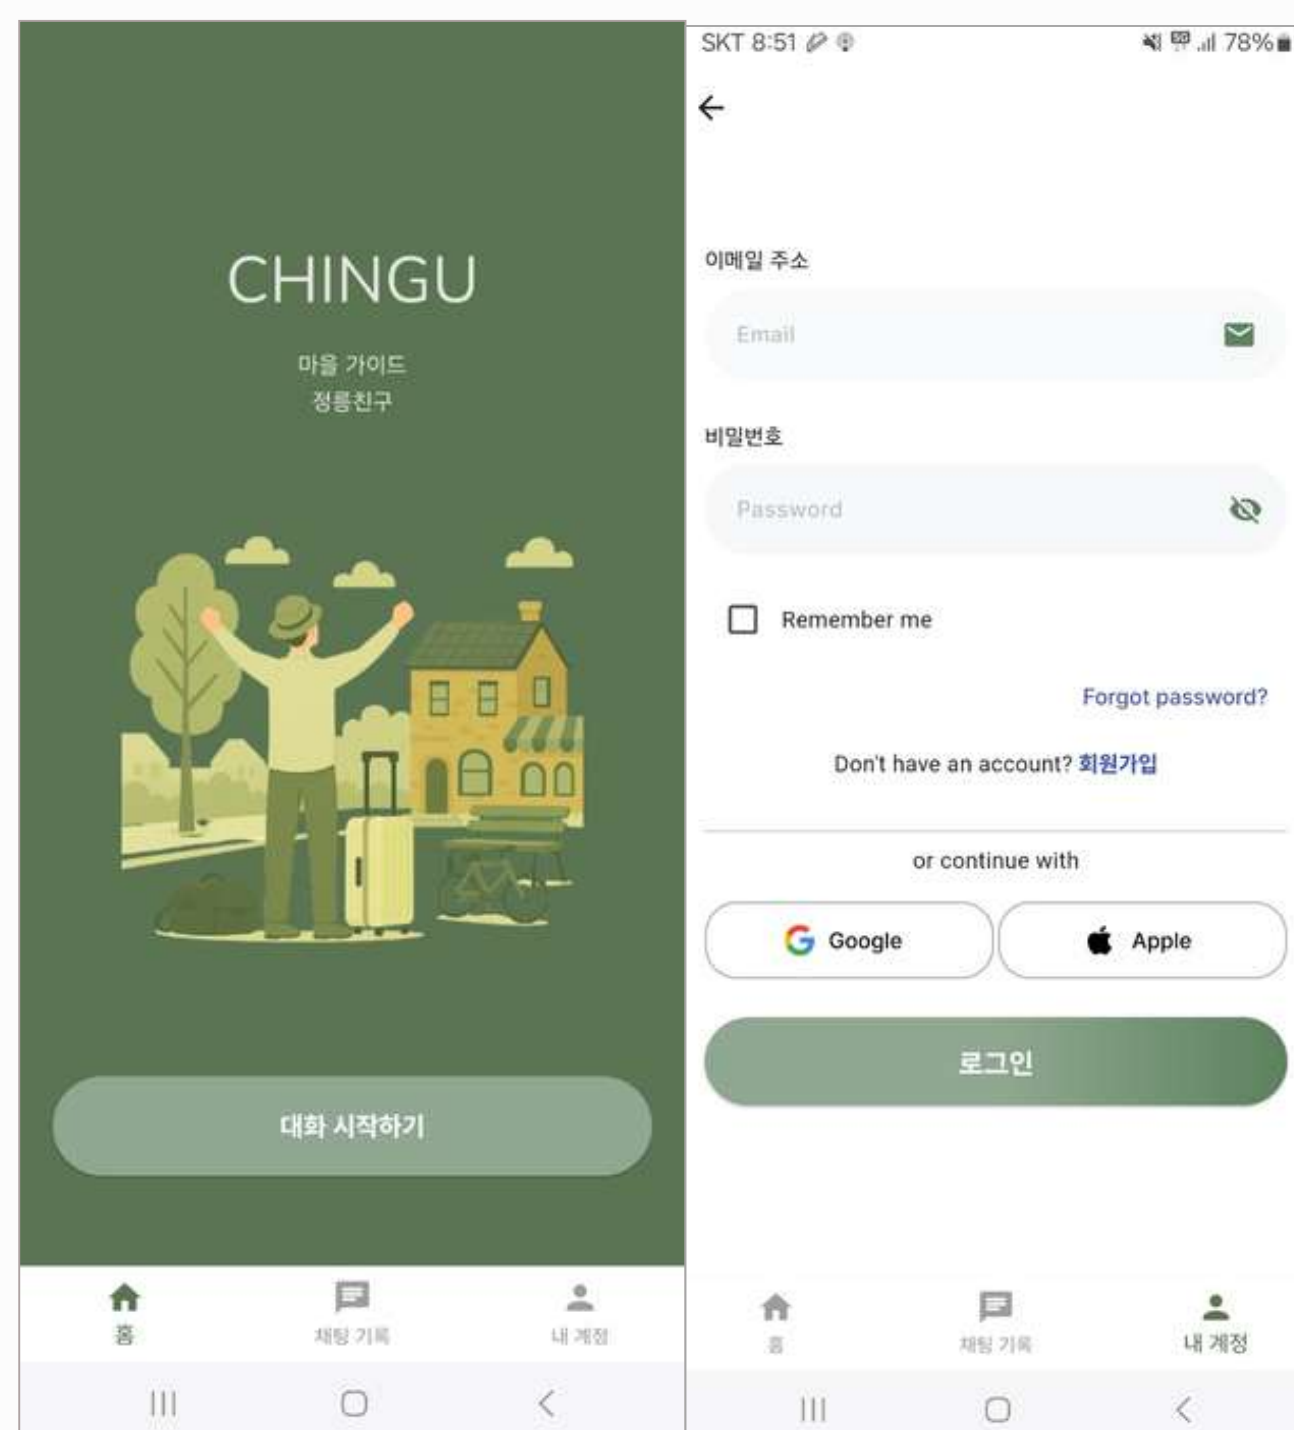 CHINGU
마을 가이드
정릉친구
대화 시작하기
홈
채팅 기록
내 계정
SKT 8:51
78%
이메일 주소
Email
비밀번호
Password
Remember me
Forgot password?
Don't have an account? 회원가입
or continue with
Google
Apple
로그인
홈
채팅 기록
내 계정